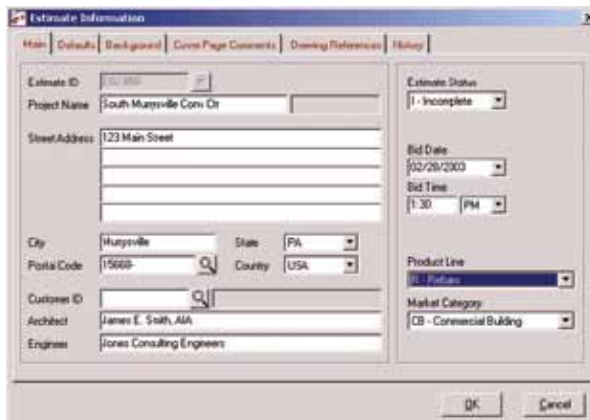 Estimate Information
Main Defaults Background Cover Page Comments Drawing References History
Estimate ID
Project Name South Murrysville Conv Ctr
Street Address 123 Main Street
City Murrysville State PA
Postal Code 15668- Country USA
Customer ID
Architect James E. Smith, AIA
Engineer Jones Consulting Engineers
Estimate Status
I - Incomplete
Bid Date
02/28/2003
Bid Time
1:30 PM
Product Line
R - Rebars
Market Category
CB - Commercial Building
OK Cancel